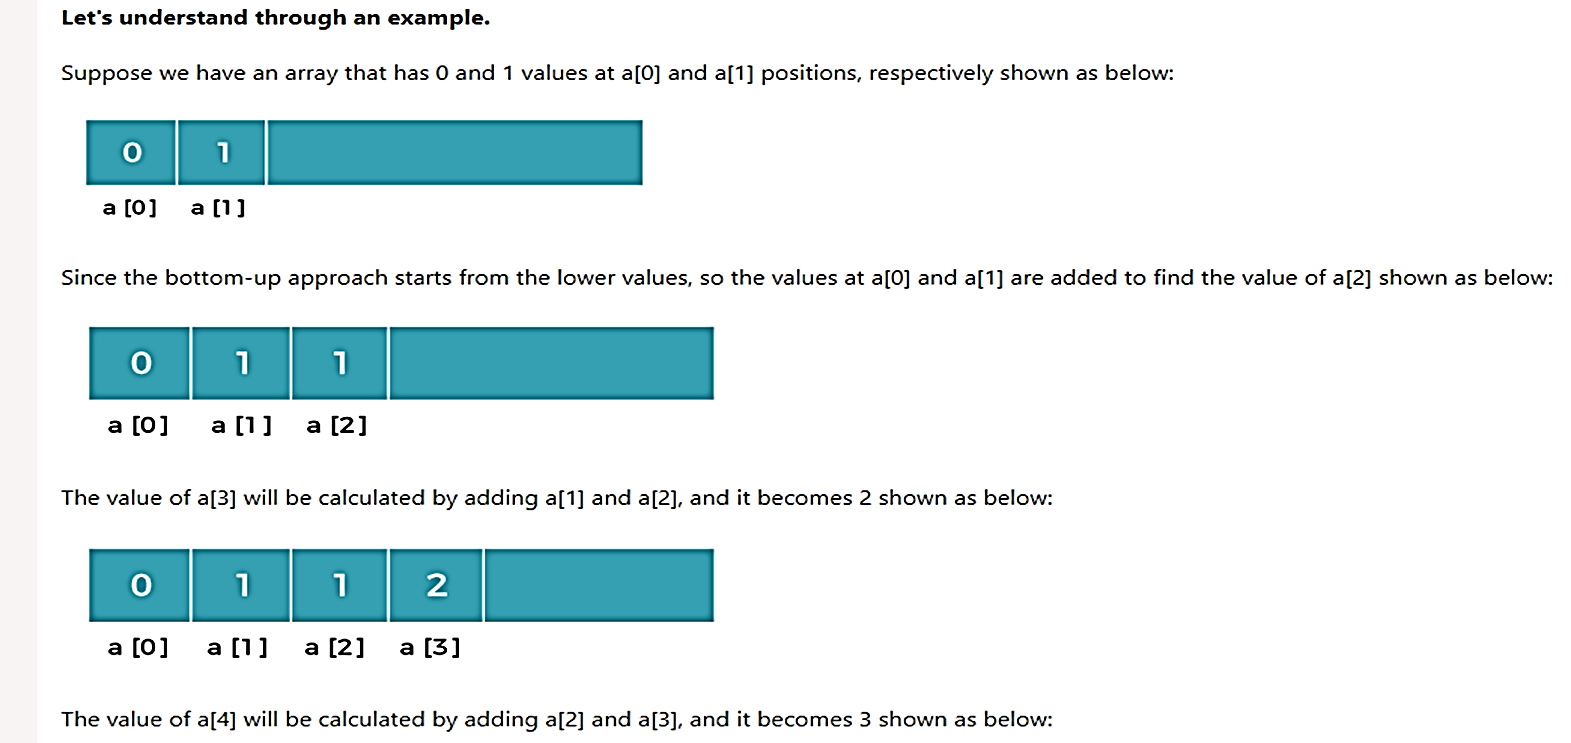 Let's understand through an example.
Suppose we have an array that has 0 and 1 values at a[0] and a[1] positions, respectively shown as below:
0 1
a [0] a [1]
Since the bottom-up approach starts from the lower values, so the values at a[0] and a[1] are added to find the value of a[2] shown as below:
0 1 1
a [0] a [1] a [2]
The value of a[3] will be calculated by adding a[1] and a[2], and it becomes 2 shown as below:
0 1 1 2
a [0] a [1] a [2] a [3]
The value of a[4] will be calculated by adding a[2] and a[3], and it becomes 3 shown as below: